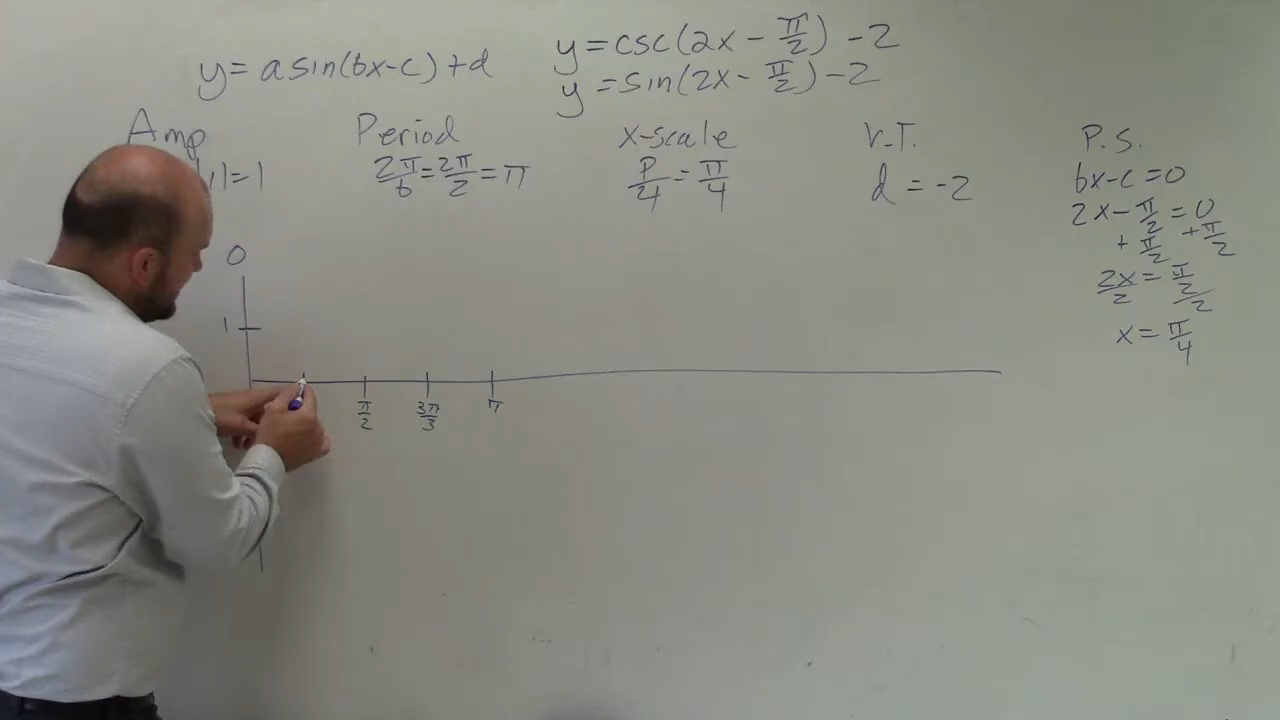 y = a sin(bx-c) + d
y = csc(2x - π/2) - 2
y = sin(2x - π/2) - 2
Amp
|1| = 1
Period
2π/b = 2π/2 = π
x-scale
P/4 = π/4
V.T.
d = -2
P.S.
bx-c = 0
2x - π/2 = 0
+ π/2 + π/2
2x/2 = π/2/2
x = π/4
0
1
π/2 3π/3 π